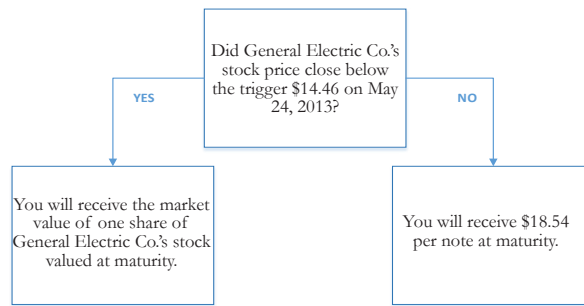 Did General Electric Co.'s
stock price close below
the trigger $14.46 on May
24, 2013?
YES
NO
You will receive the market
value of one share of
General Electric Co.'s stock
valued at maturity.
You will receive $18.54
per note at maturity.